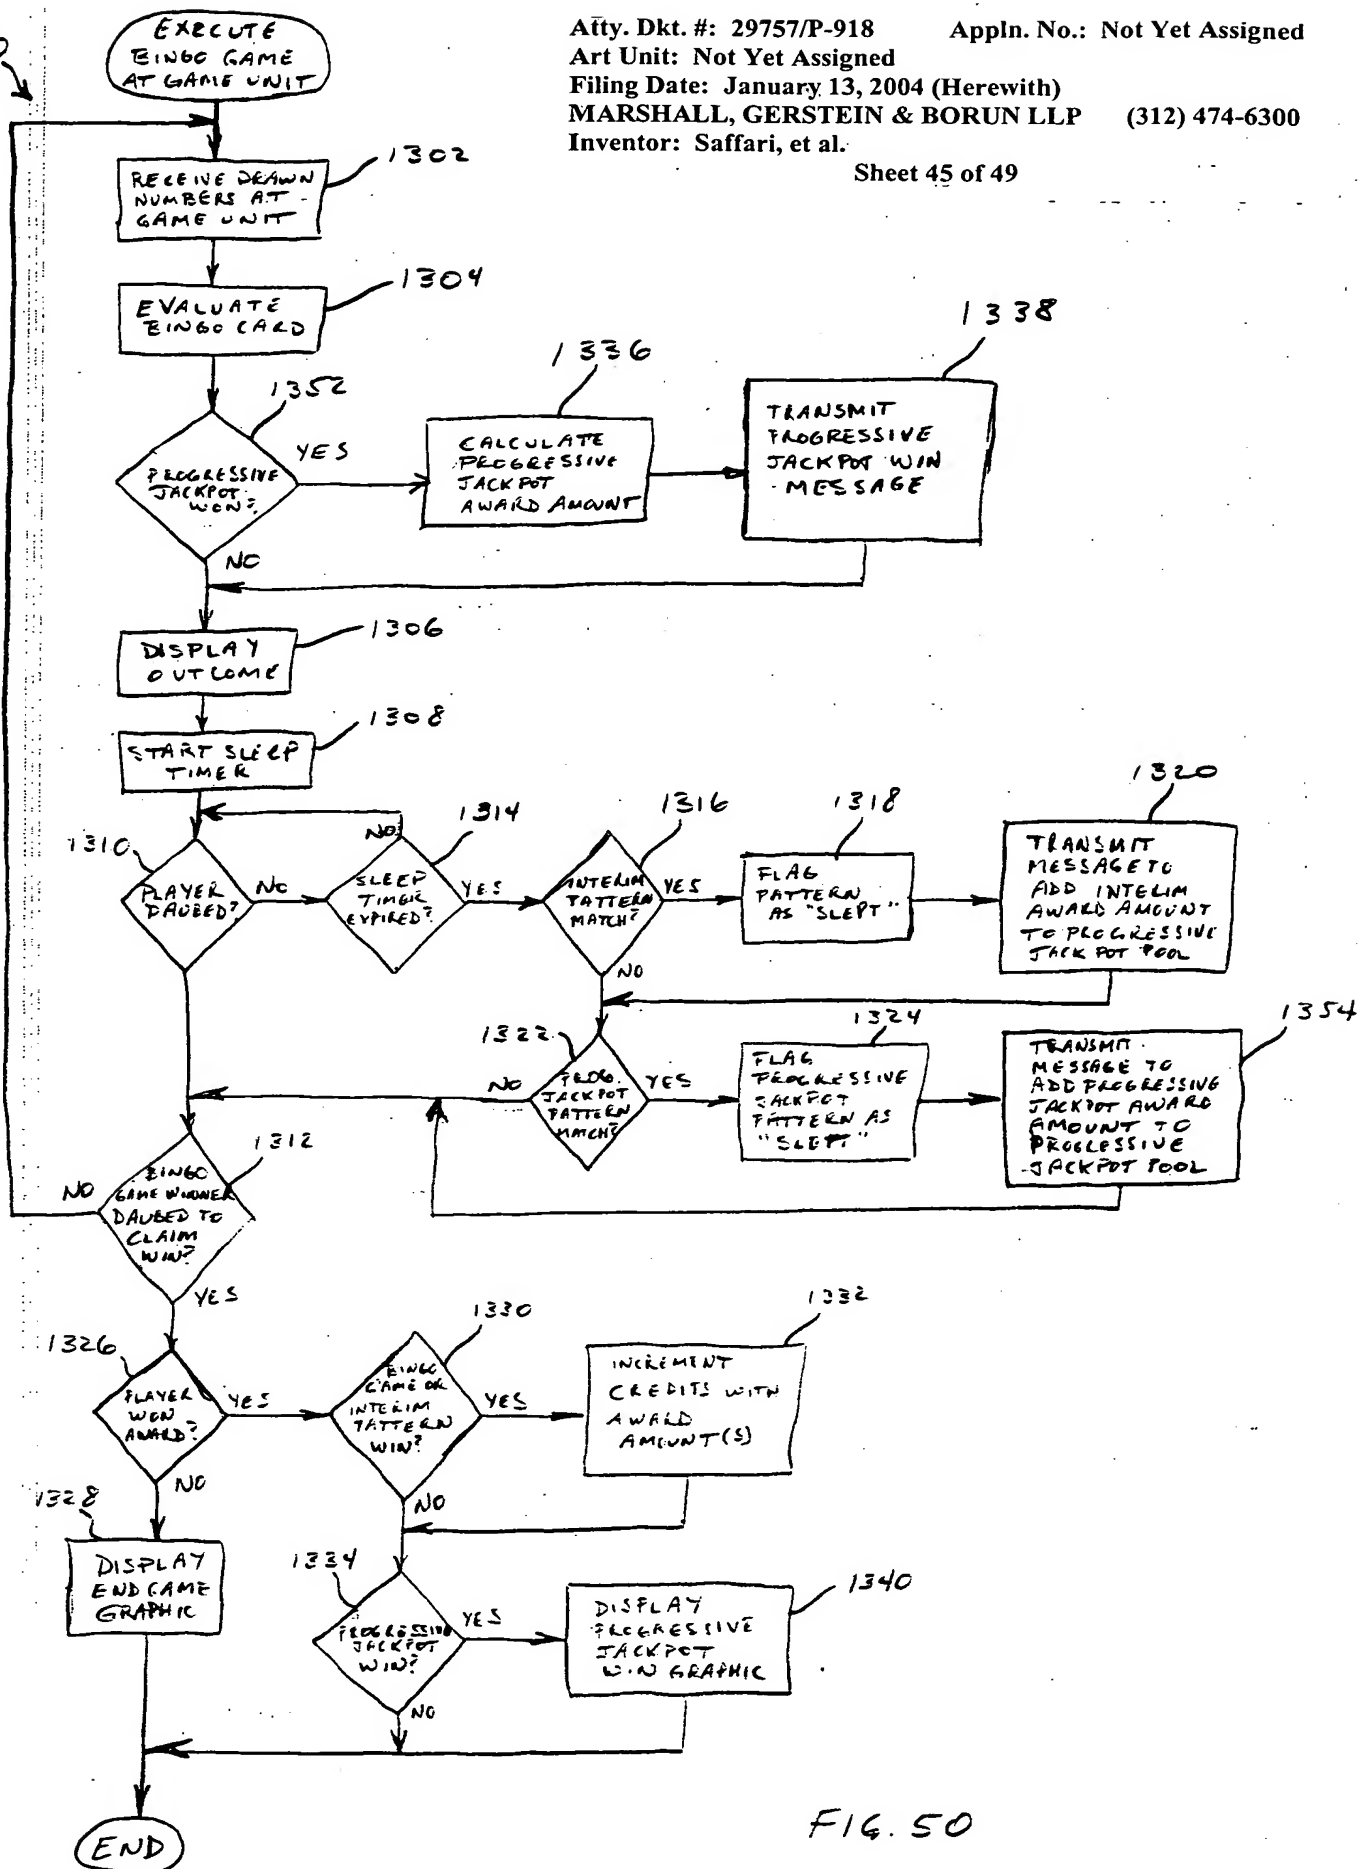 Atty. Dkt. #: 29757/P-918 Appln. No.: Not Yet Assigned
Art Unit: Not Yet Assigned
Filing Date: January 13, 2004 (Herewith)
MARSHALL, GERSTEIN & BORUN LLP (312) 474-6300
Inventor: Saffari, et al.
Sheet 45 of 49
EXECUTE
BINGO GAME
AT GAME UNIT
1302
RECEIVE DRAWN
NUMBERS AT
GAME UNIT
1304
EVALUATE
BINGO CARD
1352
PROGRESSIVE
JACKPOT
WON?
YES
NO
1336
CALCULATE
PROGRESSIVE
JACKPOT
AWARD AMOUNT
1338
TRANSMIT
PROGRESSIVE
JACKPOT WIN
MESSAGE
1306
DISPLAY
OUTCOME
1308
START SLEEP
TIMER
1310
PLAYER
DAUBED?
NO
1314
NO
SLEEP
TIMER
EXPIRED?
YES
1316
INTERIM
PATTERN
MATCH?
YES
NO
1318
FLAG
PATTERN
AS "SLEPT"
1320
TRANSMIT
MESSAGE TO
ADD INTERIM
AWARD AMOUNT
TO PROGRESSIVE
JACKPOT POOL
1322
PROG.
JACKPOT
PATTERN
MATCH?
NO
YES
1324
FLAG
PROGRESSIVE
JACKPOT
PATTERN AS
"SLEPT"
1354
TRANSMIT
MESSAGE TO
ADD PROGRESSIVE
JACKPOT AWARD
AMOUNT TO
PROGRESSIVE
JACKPOT POOL
1312
BINGO
GAME WINNER
DAUBED TO
CLAIM
WIN?
NO
YES
1326
PLAYER
WON
AWARD?
YES
NO
1330
BINGO
GAME OR
INTERIM
PATTERN
WIN?
YES
NO
1332
INCREMENT
CREDITS WITH
AWARD
AMOUNT(S)
1328
DISPLAY
END GAME
GRAPHIC
1334
PROGRESSIVE
JACKPOT
WIN?
YES
NO
1340
DISPLAY
PROGRESSIVE
JACKPOT
WIN GRAPHIC
END
FIG. 50